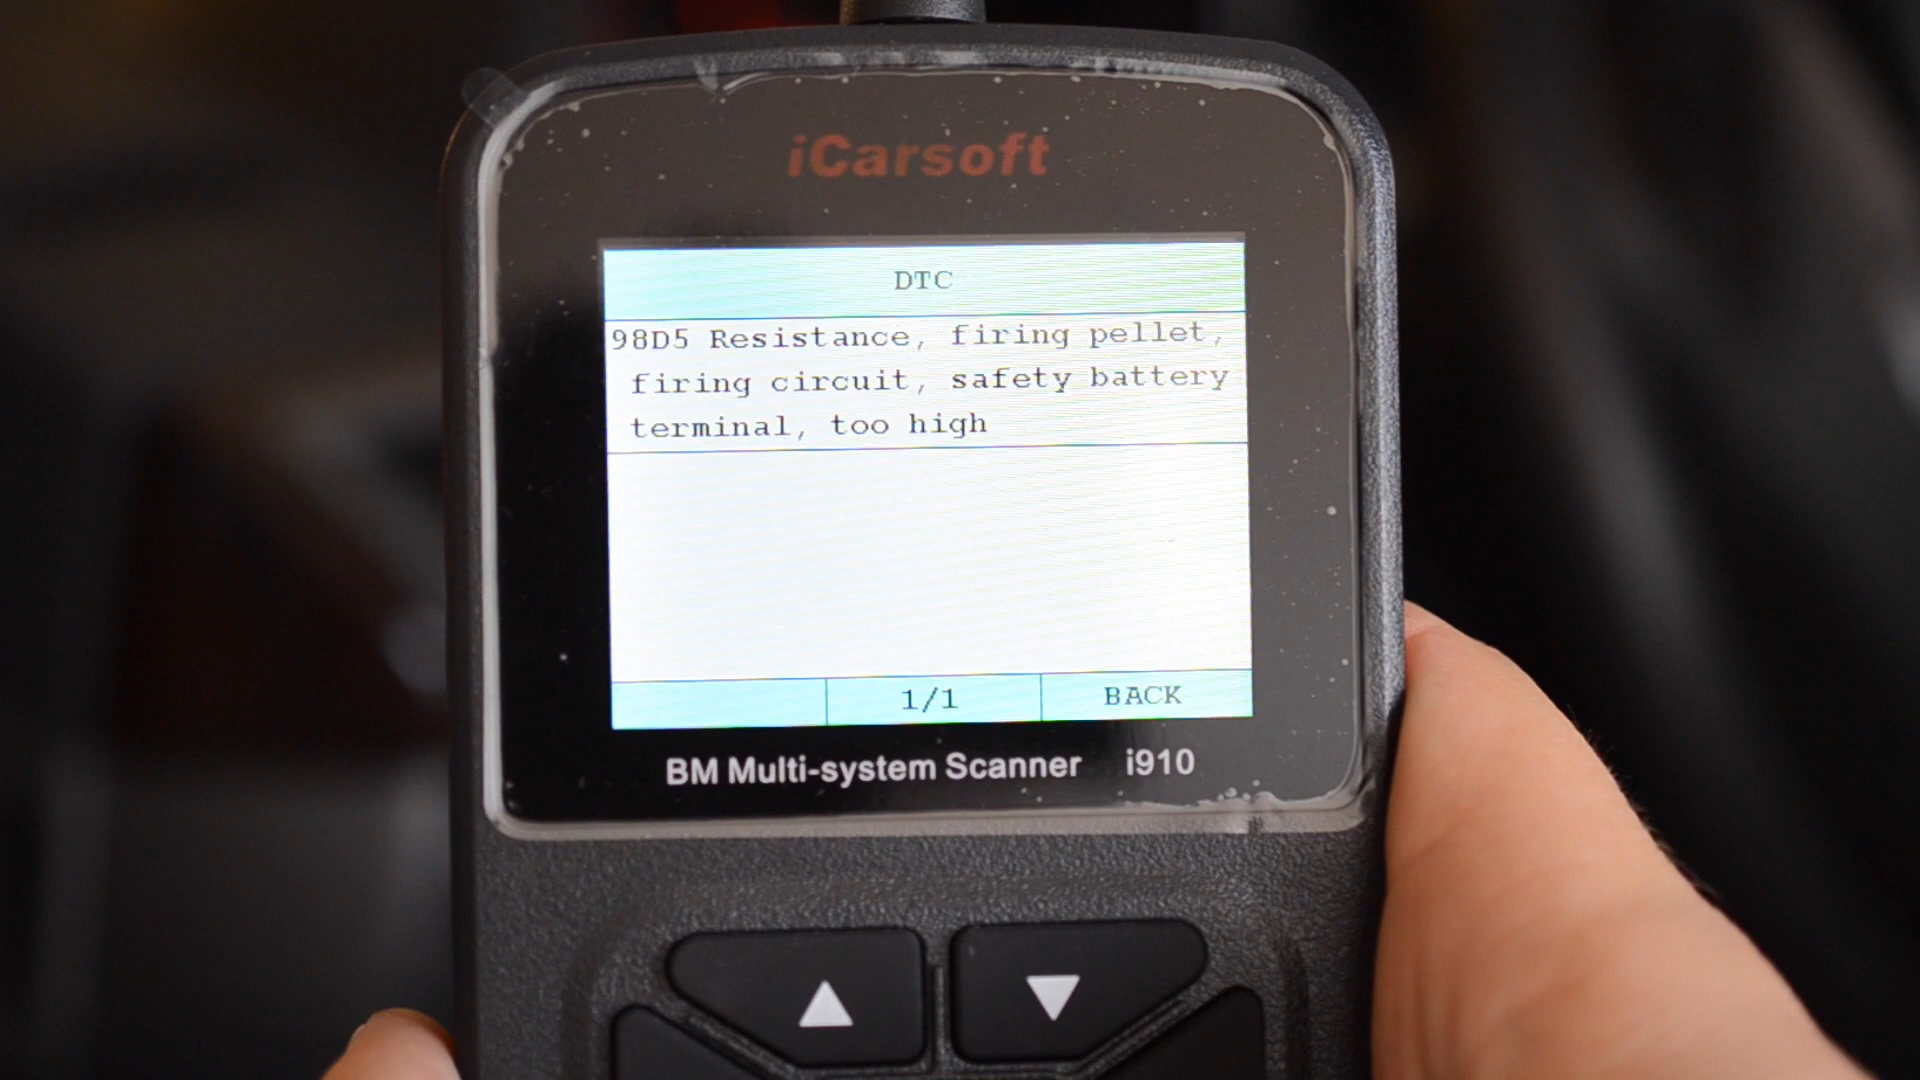 iCarsoft
DTC
98D5 Resistance, firing pellet,
firing circuit, safety battery
terminal, too high
1/1
BACK
BM Multi-system Scanner i910